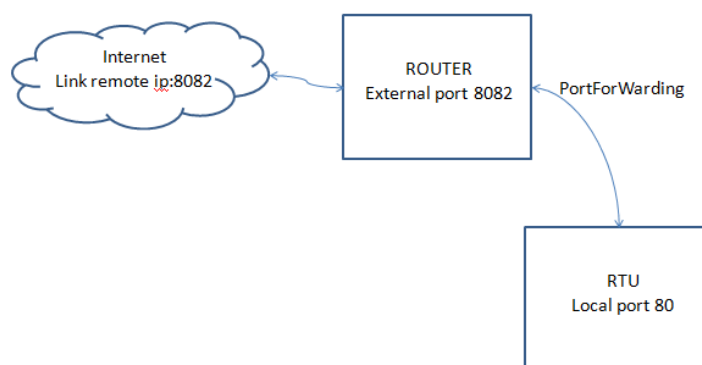 Internet
Link remote ip:8082
ROUTER
External port 8082
PortForWarding
RTU
Local port 80